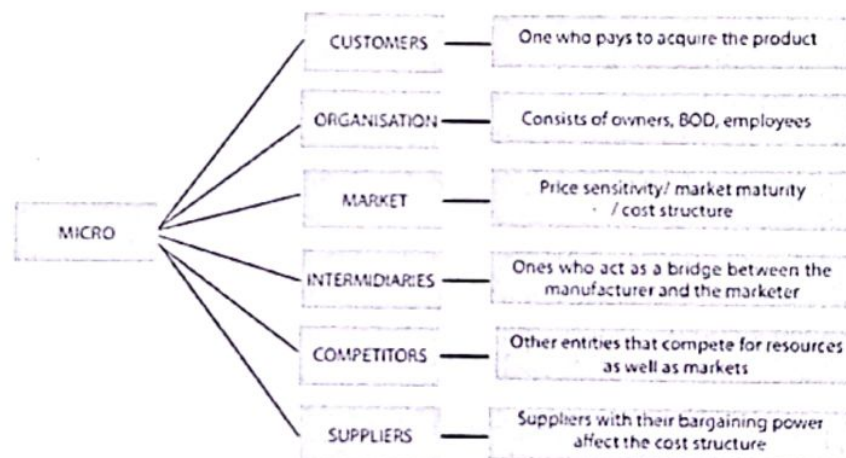 CUSTOMERS
One who pays to acquire the product
ORGANISATION
Consists of owners, BOD, employees
MARKET
Price sensitivity/ market maturity
/ cost structure
MICRO
INTERMIDIARIES
Ones who act as a bridge between the
manufacturer and the marketer
COMPETITORS
Other entities that compete for resources
as well as markets
SUPPLIERS
Suppliers with their bargaining power
affect the cost structure